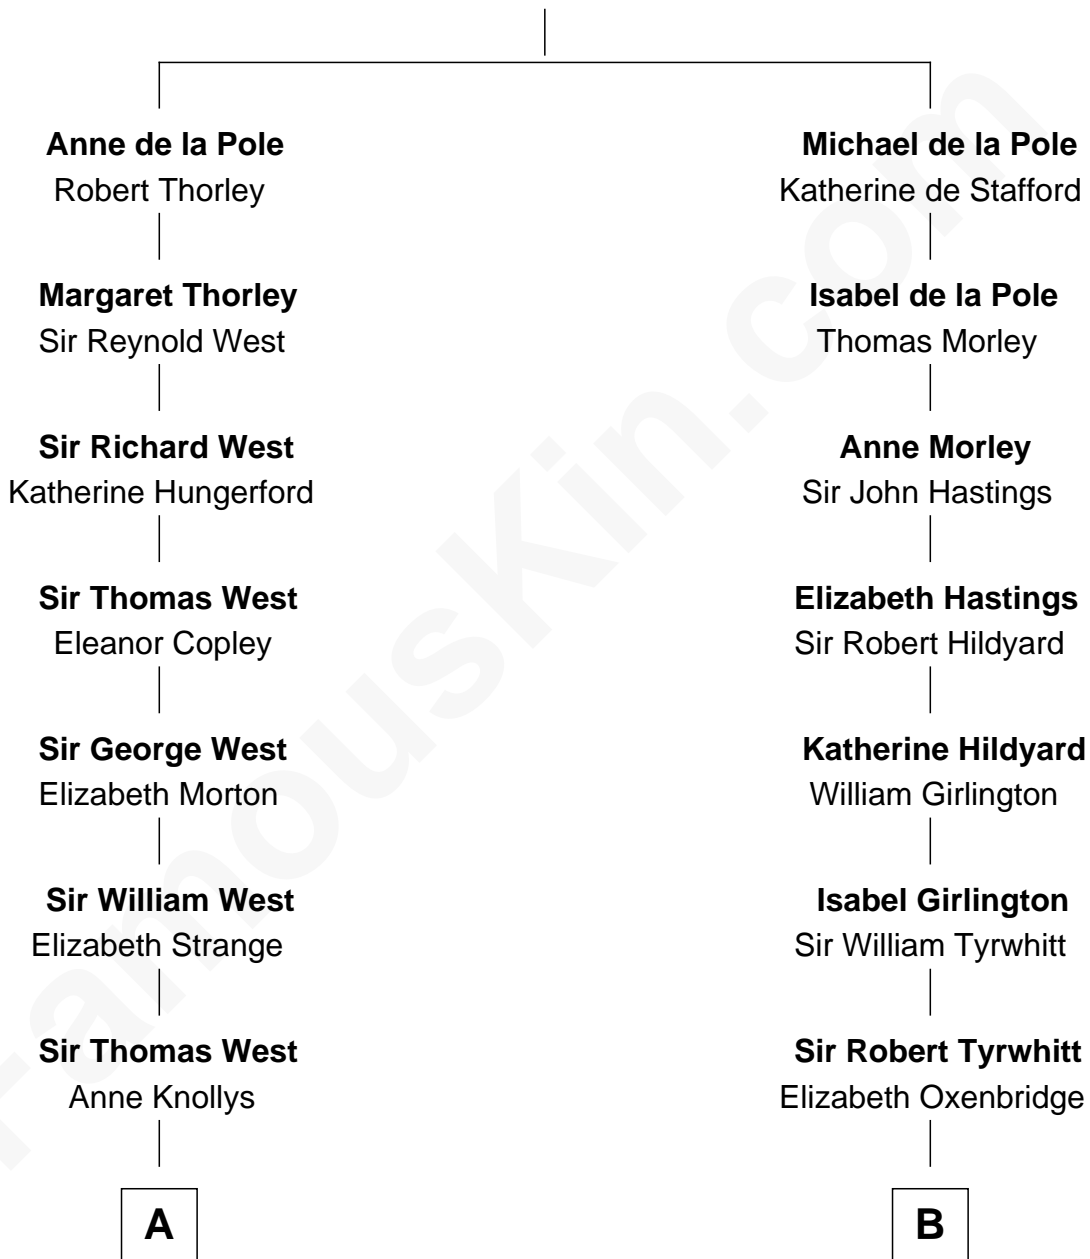 Anne de la Pole
Robert Thorley
Michael de la Pole
Katherine de Stafford
Margaret Thorley
Sir Reynold West
Isabel de la Pole
Thomas Morley
Sir Richard West
Katherine Hungerford
Anne Morley
Sir John Hastings
Sir Thomas West
Eleanor Copley
Elizabeth Hastings
Sir Robert Hildyard
Sir George West
Elizabeth Morton
Katherine Hildyard
William Girlington
Sir William West
Elizabeth Strange
Isabel Girlington
Sir William Tyrwhitt
Sir Thomas West
Anne Knollys
Sir Robert Tyrwhitt
Elizabeth Oxenbridge
A
B
FamousKin.com